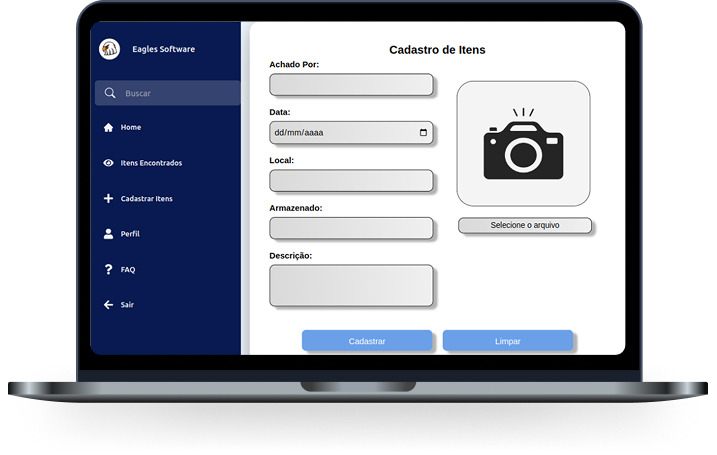 Eagles Software
Buscar
Home
Itens Encontrados
Cadastrar Itens
Perfil
FAQ
Sair
Cadastro de Itens
Achado Por:
Data:
dd/mm/aaaa
Local:
Armazenado:
Descrição:
Selecione o arquivo
Cadastrar
Limpar